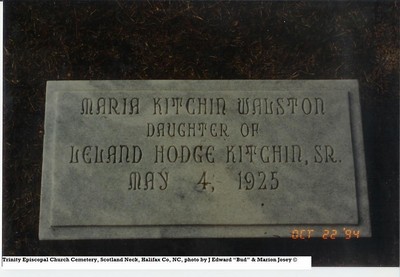 MARIA KITCHIN WALSTON
DAUGHTER OF
LELAND HODGE KITCHIN, SR.
MAY 4, 1925
OCT 22 '94
Trinity Episcopal Church Cemetery, Scotland Neck, Halifax Co, NC, photo by J Edward "Bud" & Marion Josey ©